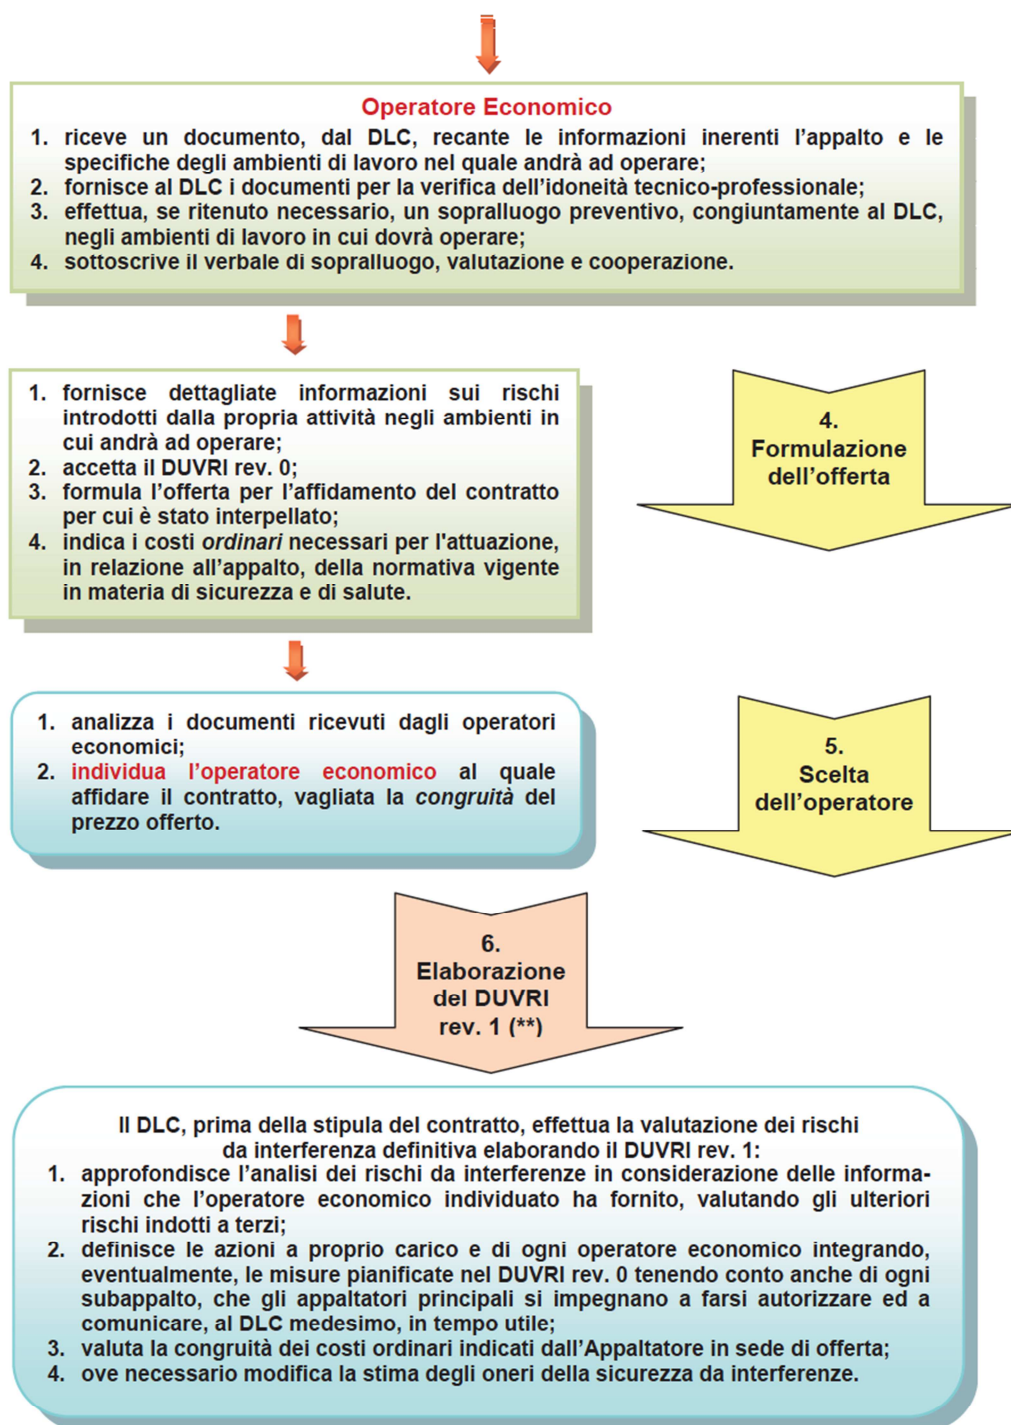 Operatore Economico
1. riceve un documento, dal DLC, recante le informazioni inerenti l'appalto e le
specifiche degli ambienti di lavoro nel quale andrà ad operare;
2. fornisce al DLC i documenti per la verifica dell'idoneità tecnico-professionale;
3. effettua, se ritenuto necessario, un sopralluogo preventivo, congiuntamente al DLC,
negli ambienti di lavoro in cui dovrà operare;
4. sottoscrive il verbale di sopralluogo, valutazione e cooperazione.
1. fornisce dettagliate informazioni sui rischi
introdotti dalla propria attività negli ambienti in
cui andrà ad operare;
2. accetta il DUVRI rev. 0;
3. formula l'offerta per l'affidamento del contratto
per cui è stato interpellato;
4. indica i costi ordinari necessari per l'attuazione,
in relazione all'appalto, della normativa vigente
in materia di sicurezza e di salute.
4.
Formulazione
dell'offerta
1. analizza i documenti ricevuti dagli operatori
economici;
2. individua l'operatore economico al quale
affidare il contratto, vagliata la congruità del
prezzo offerto.
5.
Scelta
dell'operatore
6.
Elaborazione
del DUVRI
rev. 1 (**)
Il DLC, prima della stipula del contratto, effettua la valutazione dei rischi
da interferenza definitiva elaborando il DUVRI rev. 1:
1. approfondisce l'analisi dei rischi da interferenze in considerazione delle informa-
zioni che l'operatore economico individuato ha fornito, valutando gli ulteriori
rischi indotti a terzi;
2. definisce le azioni a proprio carico e di ogni operatore economico integrando,
eventualmente, le misure pianificate nel DUVRI rev. 0 tenendo conto anche di ogni
subappalto, che gli appaltatori principali si impegnano a farsi autorizzare ed a
comunicare, al DLC medesimo, in tempo utile;
3. valuta la congruità dei costi ordinari indicati dall'Appaltatore in sede di offerta;
4. ove necessario modifica la stima degli oneri della sicurezza da interferenze.